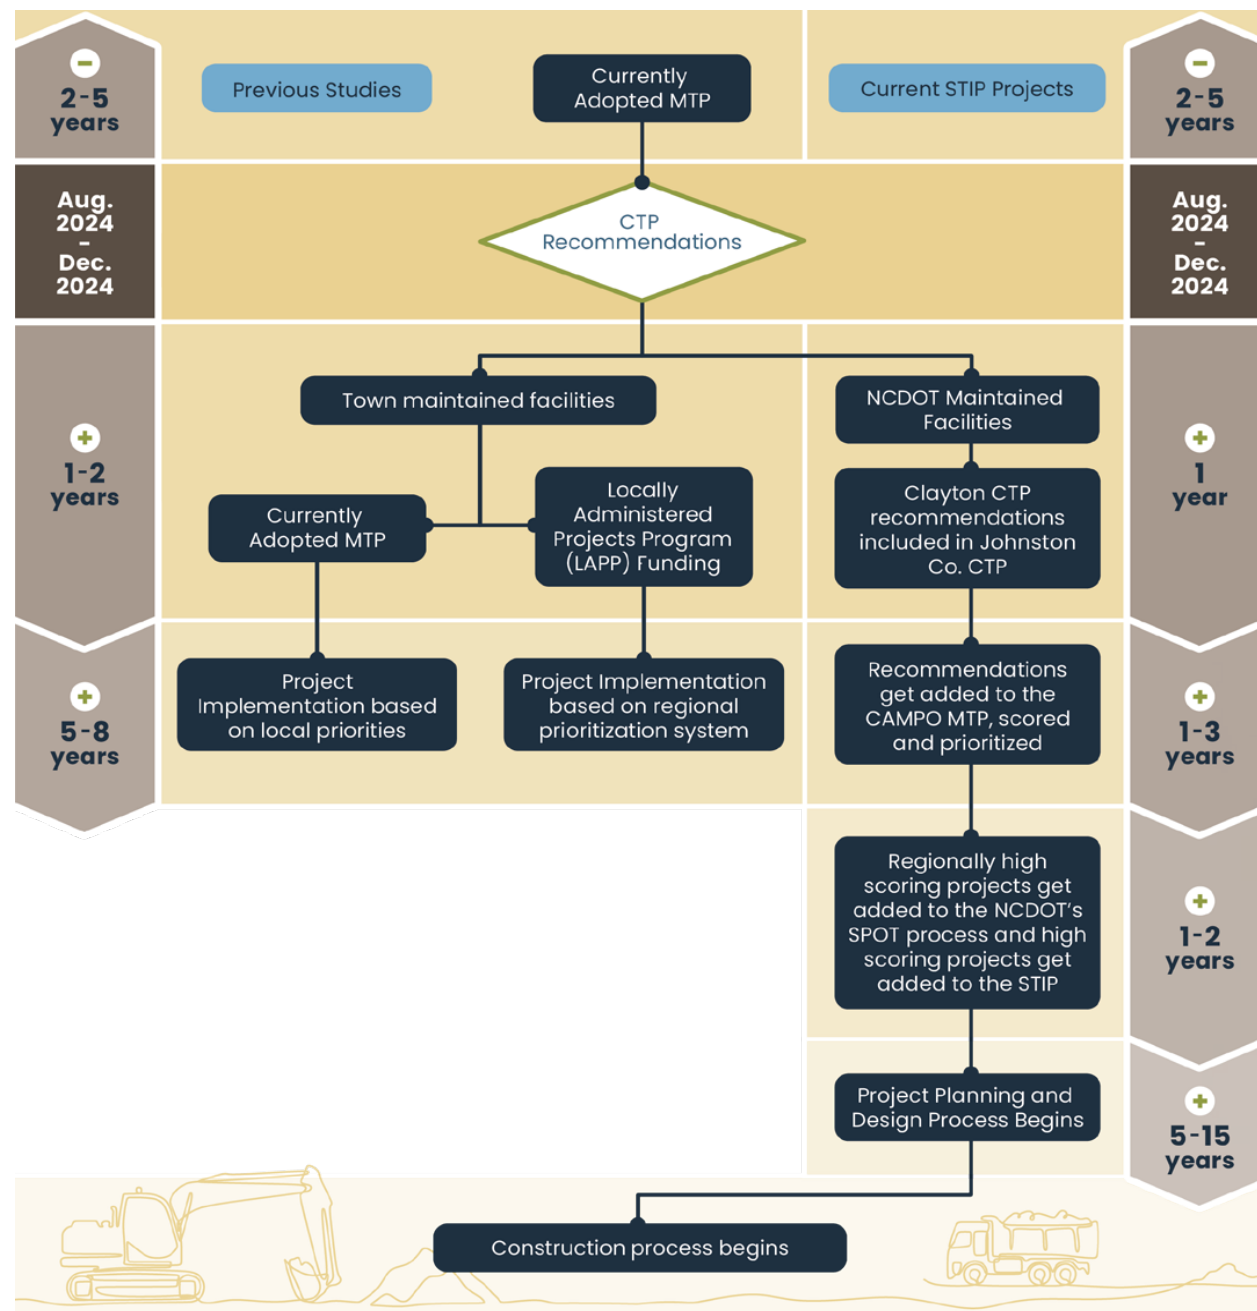 2-5
years
Previous Studies
Currently
Adopted MTP
Current STIP Projects
2-5
years
Aug.
2024
-
Dec.
2024
CTP
Recommendations
Aug.
2024
-
Dec.
2024
1-2
years
Town maintained facilities
NCDOT Maintained
Facilities
1
year
Currently
Adopted MTP
Locally
Administered
Projects Program
(LAPP) Funding
Clayton CTP
recommendations
included in Johnston
Co. CTP
5-8
years
Project
Implementation based
on local priorities
Project Implementation
based on regional
prioritization system
Recommendations
get added to the
CAMPO MTP, scored
and prioritized
1-3
years
Regionally high
scoring projects get
added to the NCDOT's
SPOT process and high
scoring projects get
added to the STIP
1-2
years
Project Planning and
Design Process Begins
5-15
years
Construction process begins